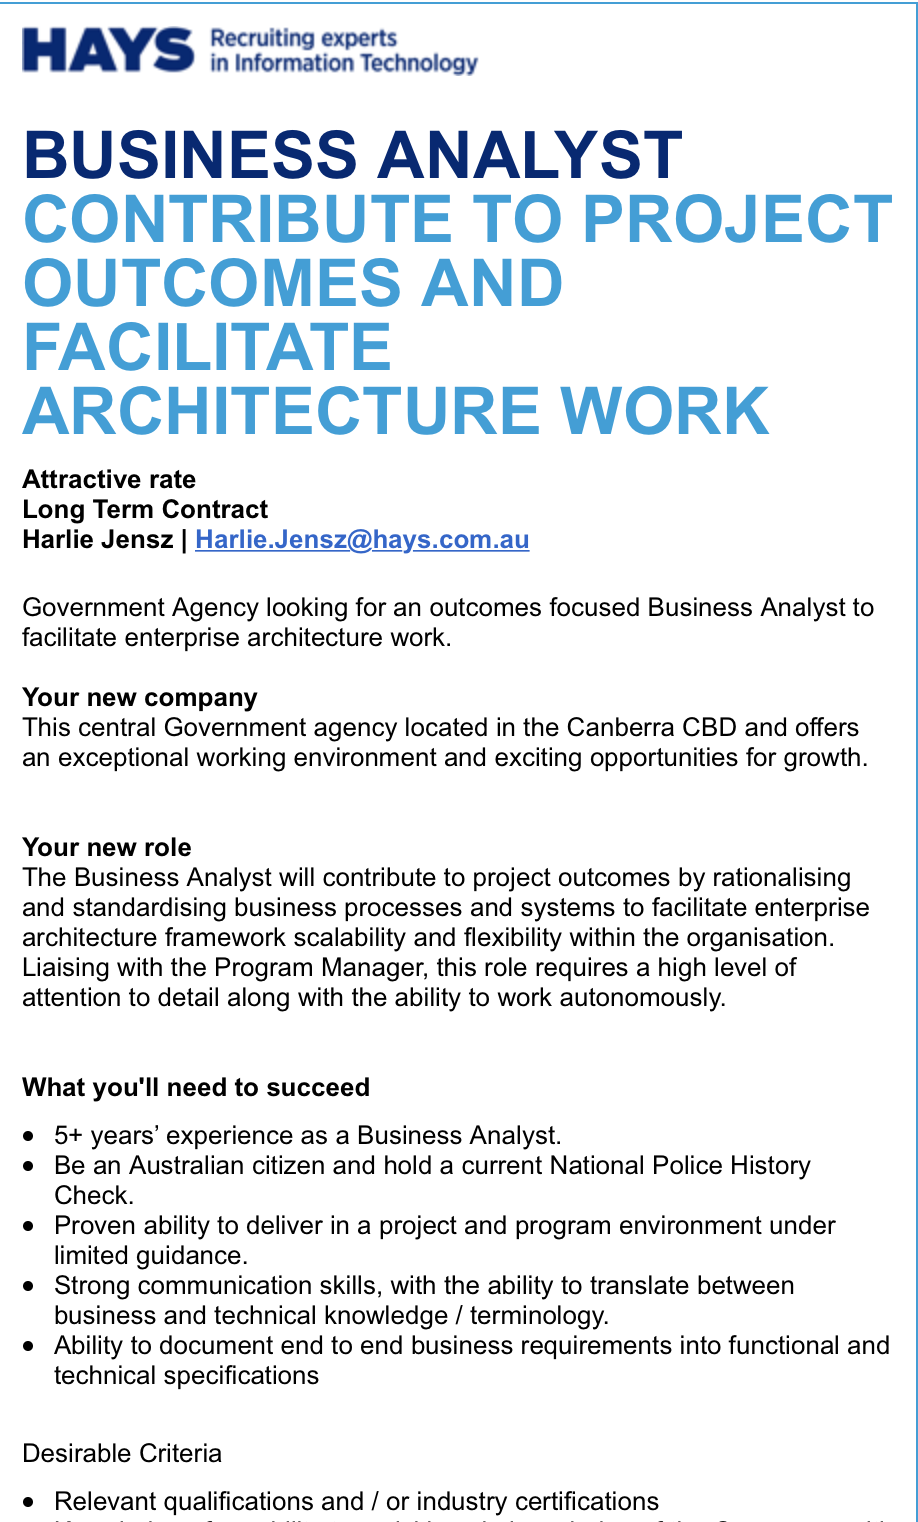 HAYS Recruiting experts
in Information Technology
BUSINESS ANALYST
CONTRIBUTE TO PROJECT
OUTCOMES AND
FACILITATE
ARCHITECTURE WORK
Attractive rate
Long Term Contract
Harlie Jensz | Harlie.Jensz@hays.com.au
Government Agency looking for an outcomes focused Business Analyst to
facilitate enterprise architecture work.
Your new company
This central Government agency located in the Canberra CBD and offers
an exceptional working environment and exciting opportunities for growth.
Your new role
The Business Analyst will contribute to project outcomes by rationalising
and standardising business processes and systems to facilitate enterprise
architecture framework scalability and flexibility within the organisation.
Liaising with the Program Manager, this role requires a high level of
attention to detail along with the ability to work autonomously.
What you'll need to succeed
• 5+ years’ experience as a Business Analyst.
• Be an Australian citizen and hold a current National Police History
Check.
• Proven ability to deliver in a project and program environment under
limited guidance.
• Strong communication skills, with the ability to translate between
business and technical knowledge / terminology.
• Ability to document end to end business requirements into functional and
technical specifications
Desirable Criteria
• Relevant qualifications and / or industry certifications